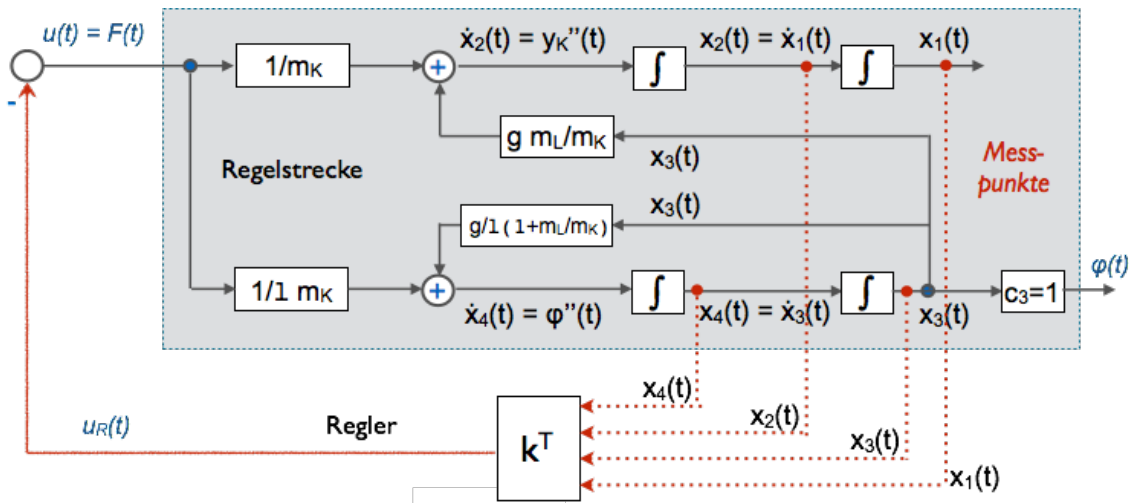 u(t) = F(t)
1/mK
+
ẋ2(t) = yK''(t)
∫
x2(t) = ẋ1(t)
∫
x1(t)
-
g mL/mK
x3(t)
Regelstrecke
Mess-
punkte
x3(t)
g/l(1+mL/mK)
1/l mK
+
ẋ4(t) = φ''(t)
∫
x4(t) = ẋ3(t)
∫
x3(t)
c3=1
φ(t)
x4(t)
x2(t)
x3(t)
x1(t)
uR(t)
Regler
kT